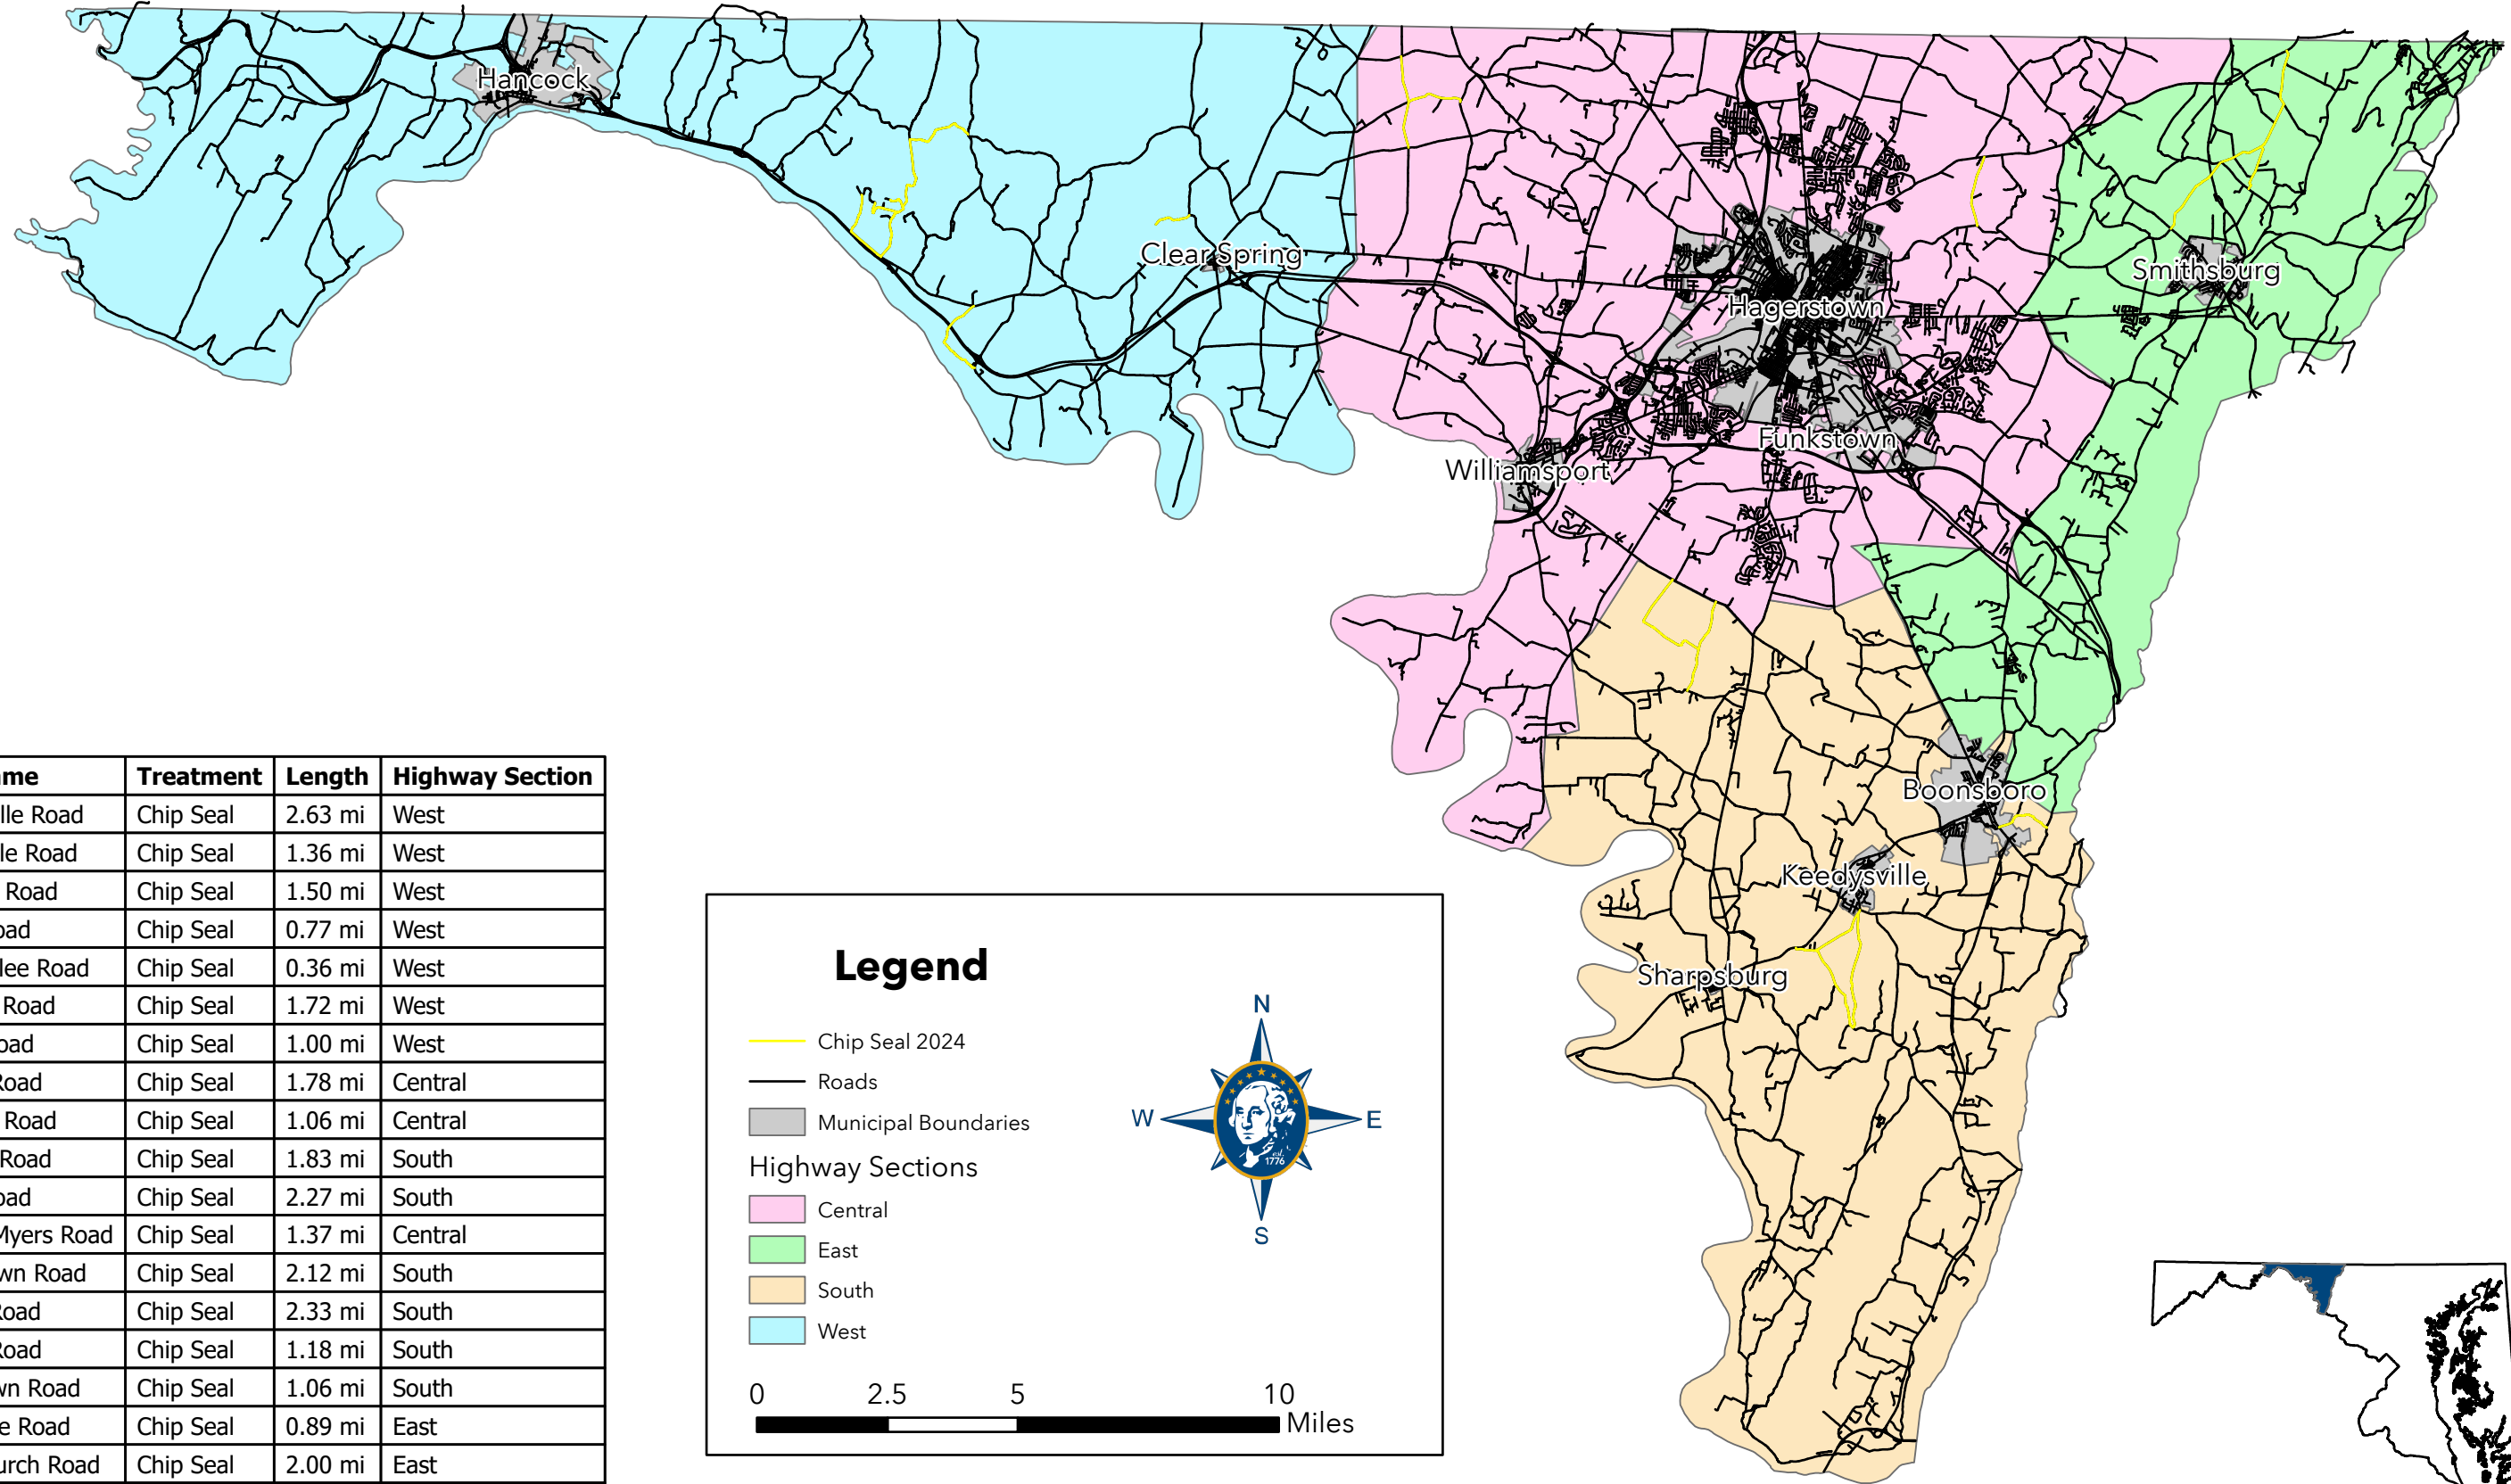 Hancock
Clear Spring
Hagerstown
Smithsburg
Funkstown
Williamsport
Boonsboro
Keedysville
Sharpsburg
Treatment Length Highway Section
Road Chip Seal 2.63 mi West
Road Chip Seal 1.36 mi West
Road Chip Seal 1.50 mi West
Chip Seal 0.77 mi West
lee Road Chip Seal 0.36 mi West
Road Chip Seal 1.72 mi West
Chip Seal 1.00 mi West
Road Chip Seal 1.78 mi Central
Road Chip Seal 1.06 mi Central
Road Chip Seal 1.83 mi South
Chip Seal 2.27 mi South
Myers Road Chip Seal 1.37 mi Central
wn Road Chip Seal 2.12 mi South
Road Chip Seal 2.33 mi South
Road Chip Seal 1.18 mi South
wn Road Chip Seal 1.06 mi South
e Road Chip Seal 0.89 mi East
urch Road Chip Seal 2.00 mi East
Legend
Chip Seal 2024
Roads
Municipal Boundaries
Highway Sections
Central
East
South
West
N
W E
S
est.
1776
0 2.5 5 10
Miles